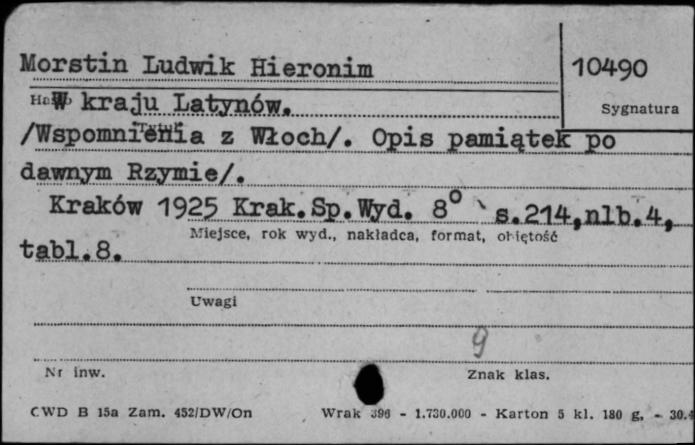 Morstin Ludwik Hieronim
10490
Hasło W kraju Latynów.
Sygnatura
/Wspomnienia z Włoch/. Opis pamiątek po
dawnym Rzymie/.
Kraków 1925 Krak.Sp.Wyd. 8° s.214,nlb.4,
Miejsce, rok wyd., nakładca, format, objętość
tabl.8.
Uwagi
9
Nr inw.
Znak klas.
CWD B 15a Zam. 452/DW/On Wrak 396 - 1.730.000 - Karton 5 kl. 180 g. - 30.4